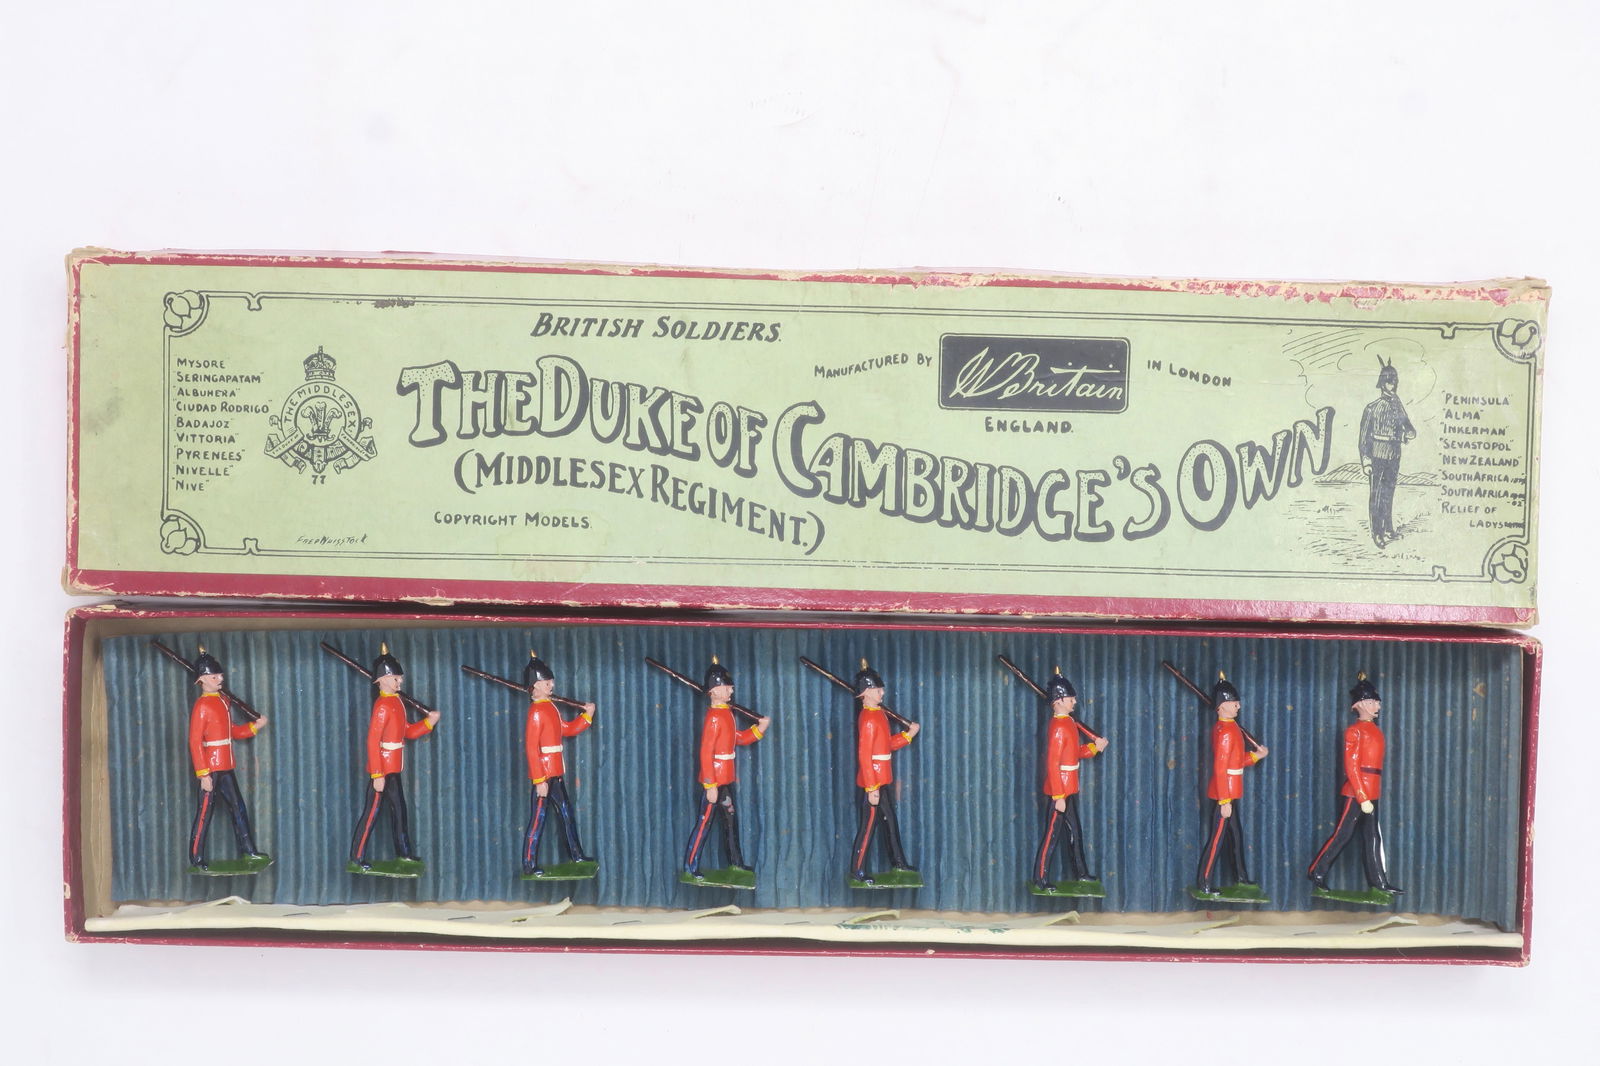 BRITISH SOLDIERS.
MYSORE
"SERINGAPATAM"
"ALBUHERA"
"CIUDAD RODRIGO"
"BADAJOZ"
"VITTORIA"
"PYRENEES"
"NIVELLE"
"NIVE"
THE MIDDLESEX
77
THE DUKE OF CAMBRIDGE'S OWN
(MIDDLESEX REGIMENT.)
COPYRIGHT MODELS.
MANUFACTURED BY
W Britain
IN LONDON
ENGLAND.
"PENINSULA"
"ALMA"
"INKERMAN"
"SEVASTOPOL"
"NEW ZEALAND"
"SOUTH AFRICA
"SOUTH AFRICA
"RELIEF OF